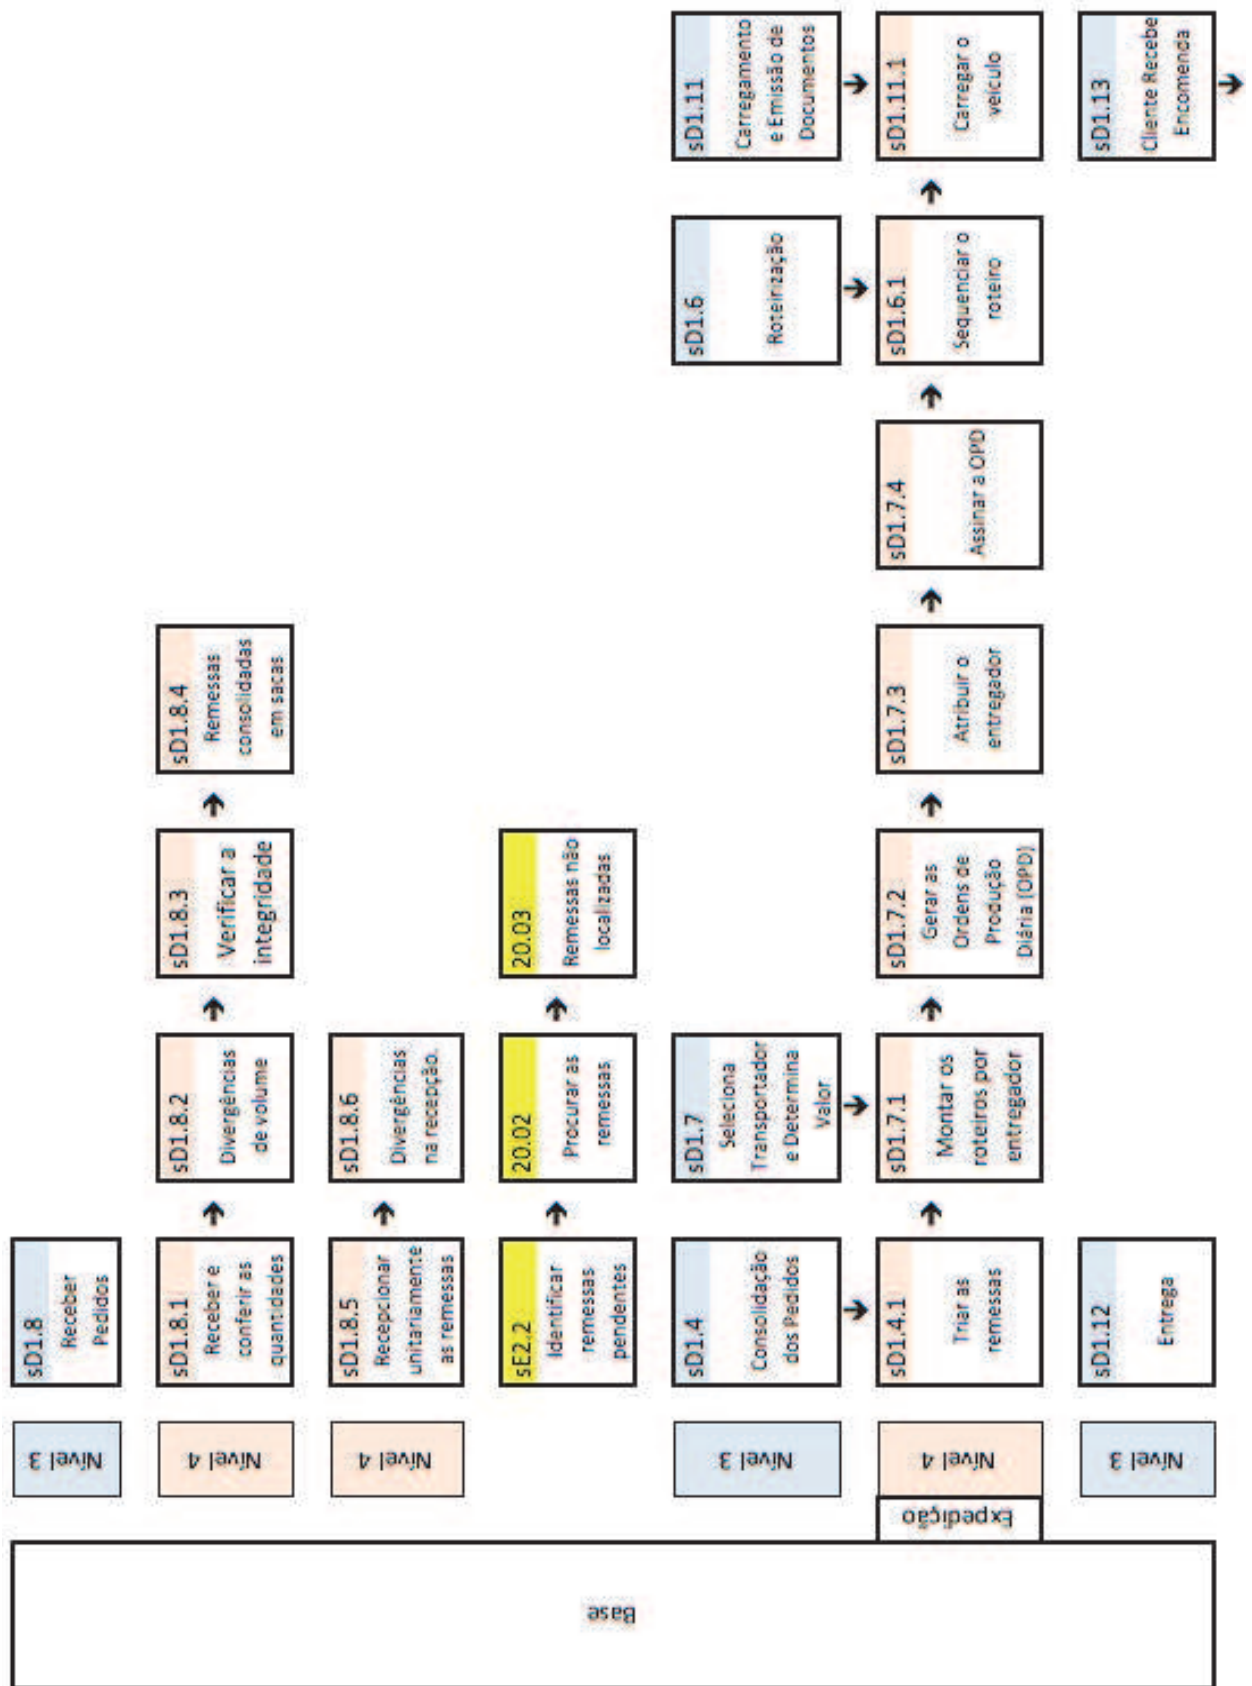 Base
Nível 3
sD1.8
Receber
Pedidos
Nível 4
sD1.8.1
Receber e
conferir as
quantidades
sD1.8.2
Divergências
de volume
sD1.8.3
Verificar a
integridade
sD1.8.4
Remessas
consolidadas
em sacas
Nível 4
sD1.8.5
Recepcionar
unitariamente
as remessas
sD1.8.6
Divergências
na recepção.
sE2.2
Identificar
remessas
pendentes
20.02
Procurar as
remessas
20.03
Remessas não
localizadas
Nível 3
sD1.4
Consolidação
dos Pedidos
sD1.7
Seleciona
Transportador
e Determina
Valor
sD1.6
Roteirização
sD1.11
Carregamento
e Emissão de
Documentos
Expedição
Nível 4
sD1.4.1
Triar as
remessas
sD1.7.1
Montar os
roteiros por
entregador
sD1.7.2
Gerar as
Ordens de
Produção
Diária (OPD)
sD1.7.3
Atribuir o
entregador
sD1.7.4
Assinar a OPD
sD1.6.1
Sequenciar o
roteiro
sD1.11.1
Carregar o
veículo
Nível 3
sD1.12
Entrega
sD1.13
Cliente Recebe
Encomenda